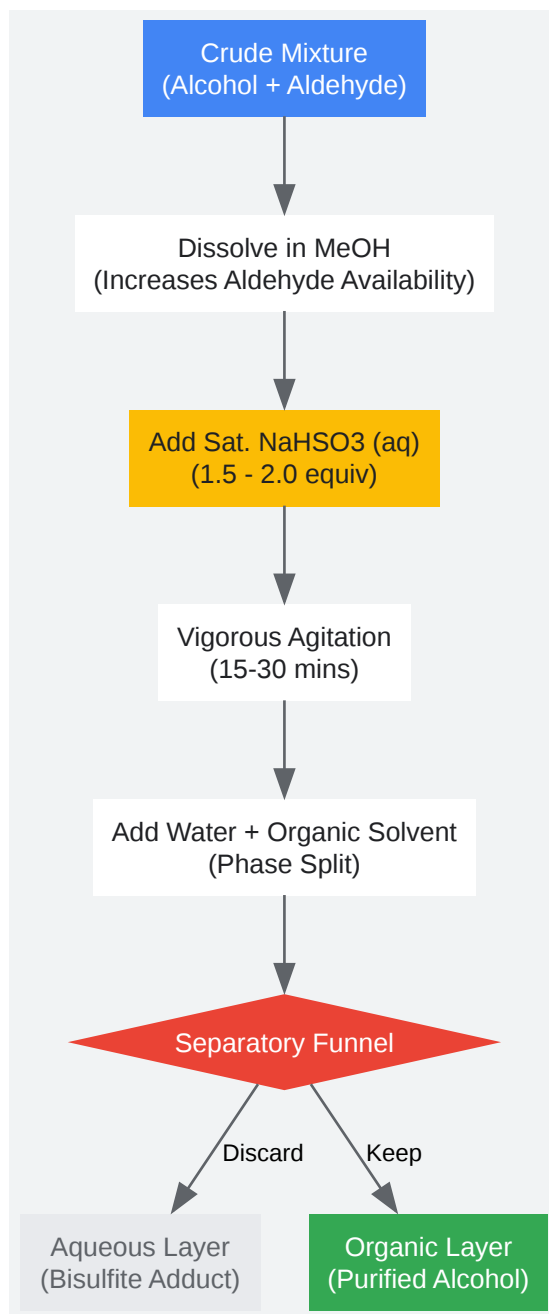 Crude Mixture
(Alcohol + Aldehyde)
Dissolve in MeOH
(Increases Aldehyde Availability)
Add Sat. NaHSO3 (aq)
(1.5 - 2.0 equiv)
Vigorous Agitation
(15-30 mins)
Add Water + Organic Solvent
(Phase Split)
Separatory Funnel
Discard
Keep
Aqueous Layer
(Bisulfite Adduct)
Organic Layer
(Purified Alcohol)